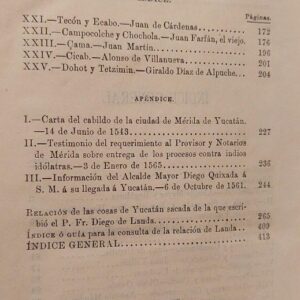 Páginas.
XXI.—Tecón y Ecabo.—Juan de Cárdenas. 172
XXII.—Campocolche y Chochola.—Juan Farfán, el viejo. 176
XXIII.—Çama.—Juan Martín. 196
XXIV.—Cicab.—Alonso de Villanueva. 201
XXV.—Dohot y Tetzimin.—Giraldo Díaz de Alpuche. 204
APÉNDICE.
I.—Carta del cabildo de la ciudad de Mérida de Yucatán.
—14 de Junio de 1543. 227
II.—Testimonio del requerimiento al Provisor y Notarios
de Mérida sobre entrega de los procesos contra indios
idólatras.—3 de Enero de 1565. 236
III.—Información del Alcalde Mayor Diego Quixada á
S. M. á su llegada á Yucatán.—6 de Octubre de 1561. 244
RELACIÓN de las cosas de Yucatán sacada de la que escri-
bió el P. Fr. Diego de Landa. 265
ÍNDICE ó GUÍA para la consulta de la relación de Landa. 409
ÍNDICE GENERAL. 413